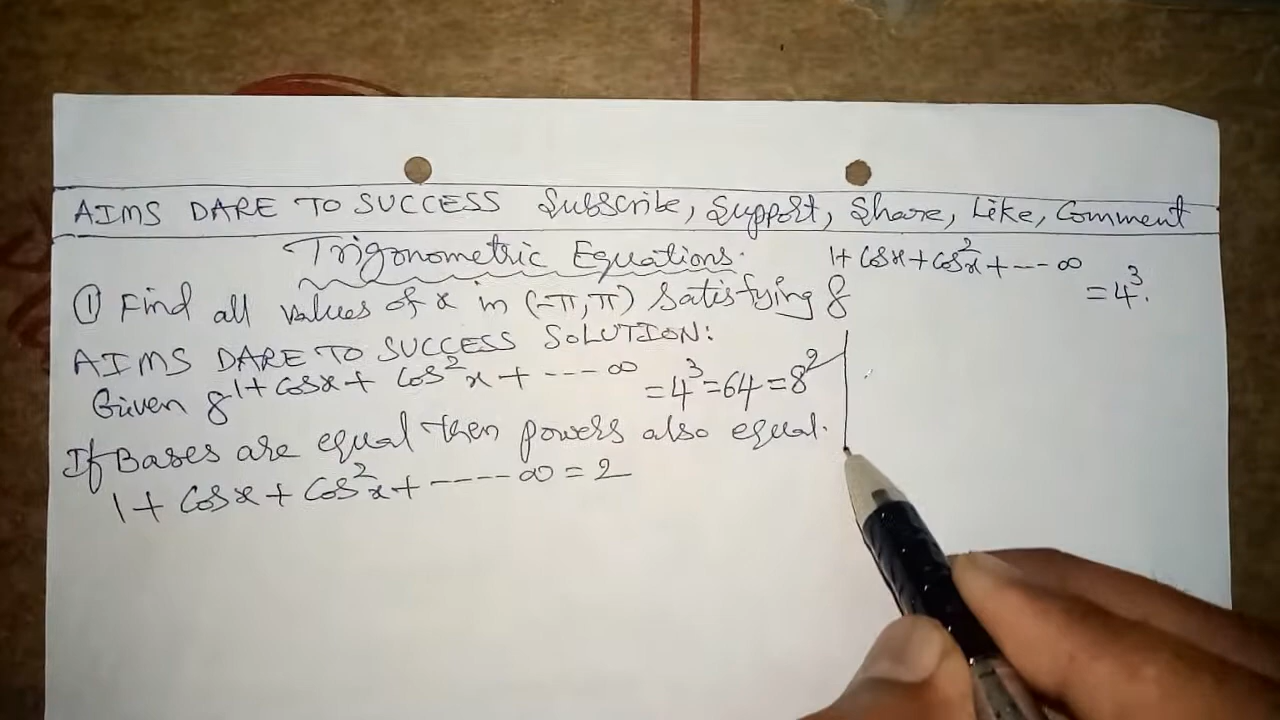 AIMS DARE TO SUCCESS Subscribe, Support, Share, Like, Comment
Trigonometric Equations.
① Find all values of x in (-π, π) Satisfying 8^(1+cosx+cos²x+----∞) = 4³.
AIMS DARE TO SUCCESS SOLUTION:
Given 8^(1+cosx+cos²x+----∞) = 4³ = 64 = 8²
If Bases are equal then powers also equal.
1+cosx+cos²x+-----∞ = 2